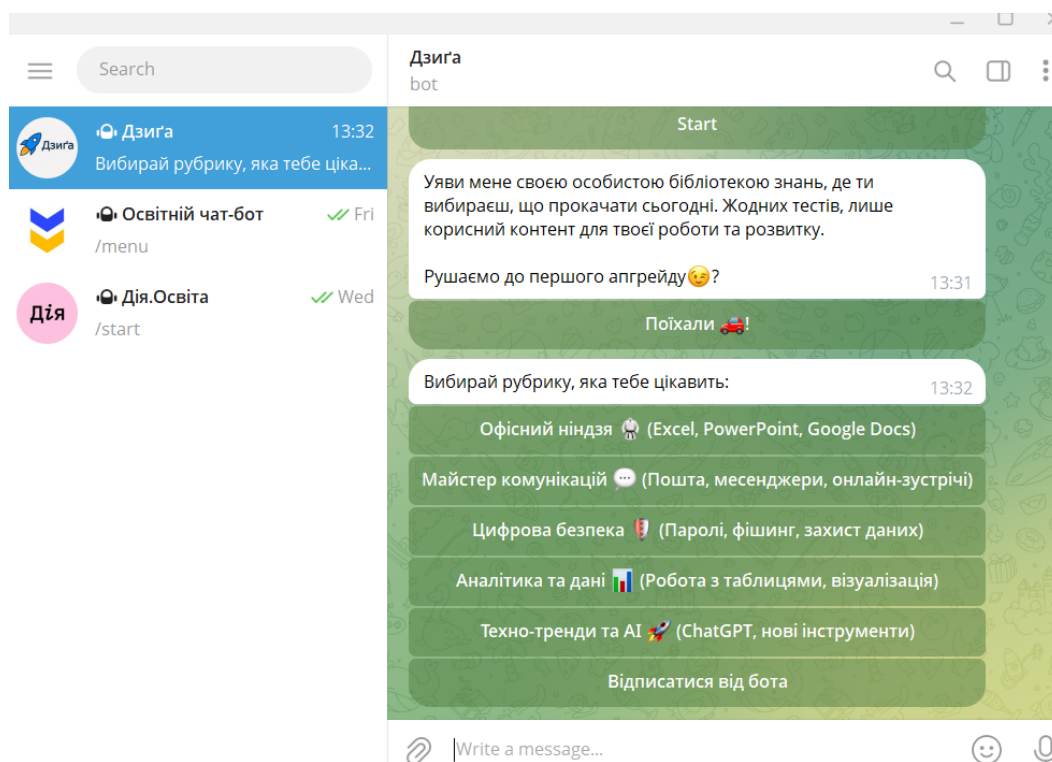 Search
Дзиґа
Дзиґа
13:32
Вибирай рубрику, яка тебе ціка...
Освітній чат-бот
Fri
/menu
Дія
Дія.Освіта
Wed
/start
Дзиґа
bot
Start
Уяви мене своєю особистою бібліотекою знань, де ти
вибираєш, що прокачати сьогодні. Жодних тестів, лише
корисний контент для твоєї роботи та розвитку.
Рушаємо до першого апгрейду😉?
13:31
Поїхали 🚗!
Вибирай рубрику, яка тебе цікавить:
13:32
Офісний ніндзя 🥋 (Excel, PowerPoint, Google Docs)
Майстер комунікацій 💬 (Пошта, месенджери, онлайн-зустрічі)
Цифрова безпека 🛡️ (Паролі, фішинг, захист даних)
Аналітика та дані 📊 (Робота з таблицями, візуалізація)
Техно-тренди та AI 🚀 (ChatGPT, нові інструменти)
Відписатися від бота
Write a message...